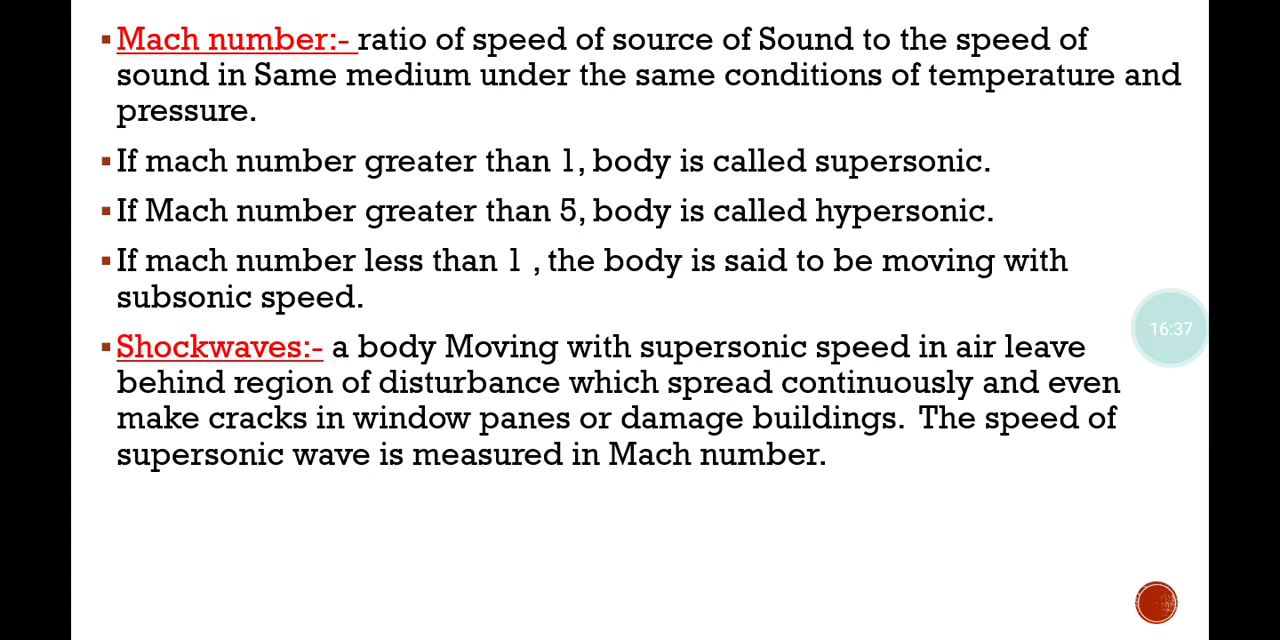 Mach number:- ratio of speed of source of Sound to the speed of
sound in Same medium under the same conditions of temperature and
pressure.
If mach number greater than 1, body is called supersonic.
If Mach number greater than 5, body is called hypersonic.
If mach number less than 1 , the body is said to be moving with
subsonic speed.
Shockwaves:- a body Moving with supersonic speed in air leave
behind region of disturbance which spread continuously and even
make cracks in window panes or damage buildings. The speed of
supersonic wave is measured in Mach number.
16:37